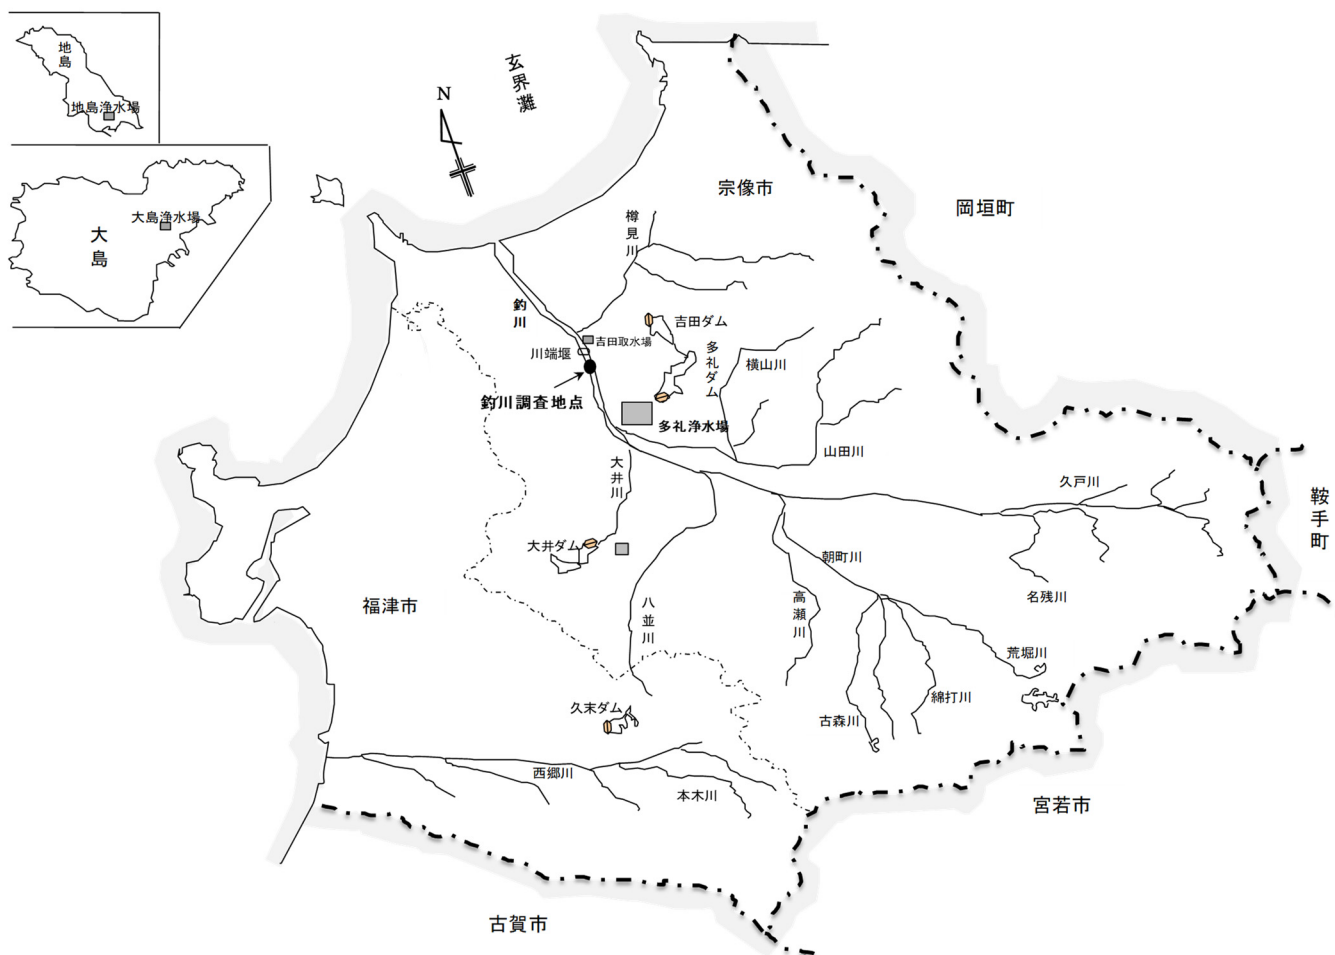 地島
地島浄水場
大島浄水場
大島
玄界灘
N
宗像市
岡垣町
樽見川
釣川
吉田ダム
吉田取水場
川端堰
多礼ダム
横山川
釣川調査地点
多礼浄水場
山田川
大井川
久戸川
鞍手町
大井ダム
朝町川
福津市
八並川
高瀬川
名残川
荒堀川
綿打川
古森川
久末ダム
西郷川
本木川
宮若市
古賀市